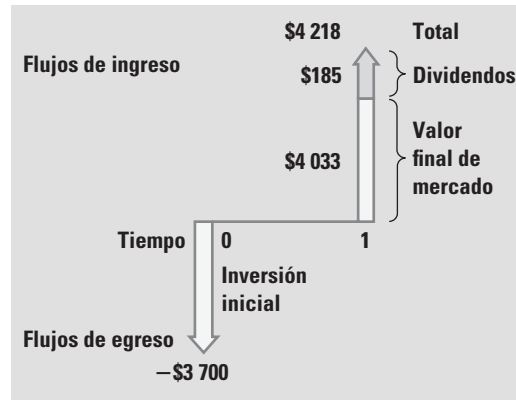 $4 218 Total
Flujos de ingreso
$185 Dividendos
Valor
final de
mercado
$4 033
Tiempo 0 1
Inversión
inicial
Flujos de egreso
−$3 700